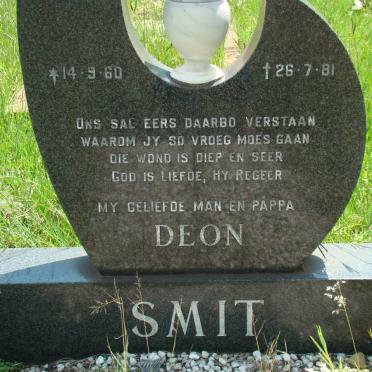 *14·9·60 †26·7·81
ONS SAL EERS DAARBO VERSTAAN
WAAROM JY SO VROEG MOES GAAN
DIE WOND IS DIEP EN SEER
GOD IS LIEFDE, HY REGEER
MY GELIEFDE MAN EN PAPPA
DEON
SMIT